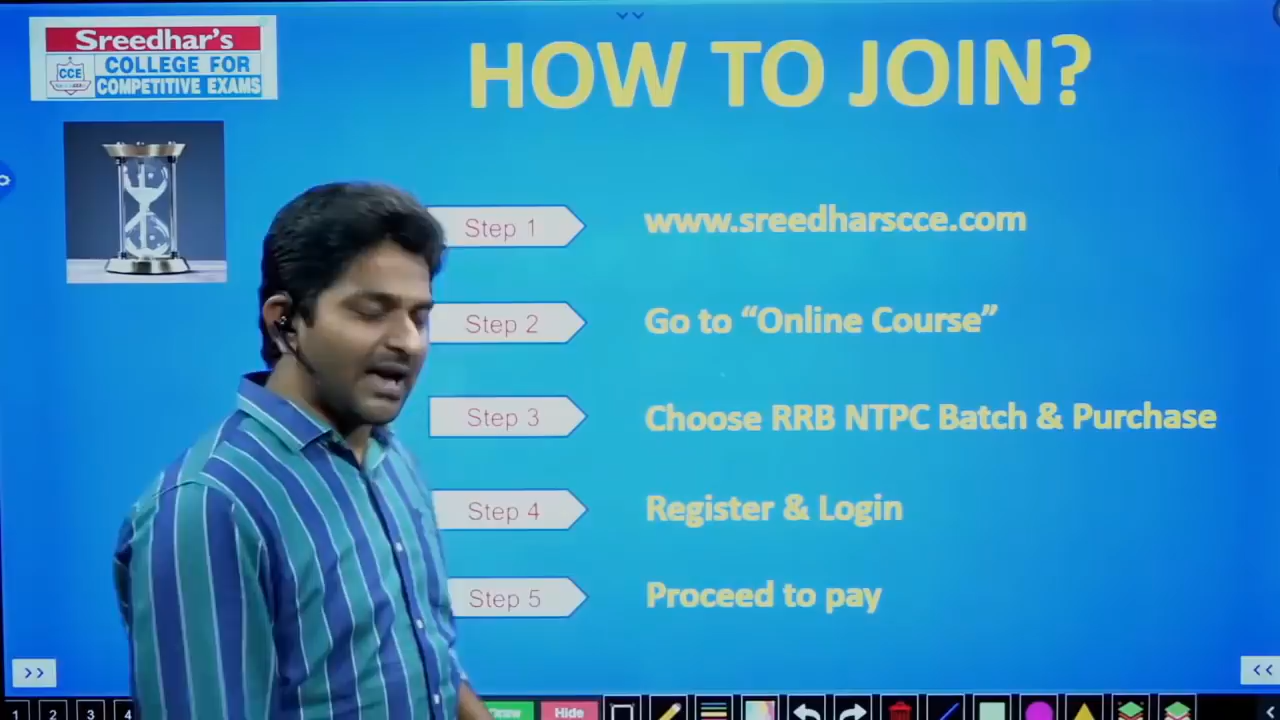 Sreedhar's
CCE
COLLEGE FOR
COMPETITIVE EXAMS
HOW TO JOIN?
Step 1
www.sreedharscce.com
Step 2
Go to “Online Course”
Step 3
Choose RRB NTPC Batch & Purchase
Step 4
Register & Login
Step 5
Proceed to pay
>>
<<
1 2 3 4
Hide